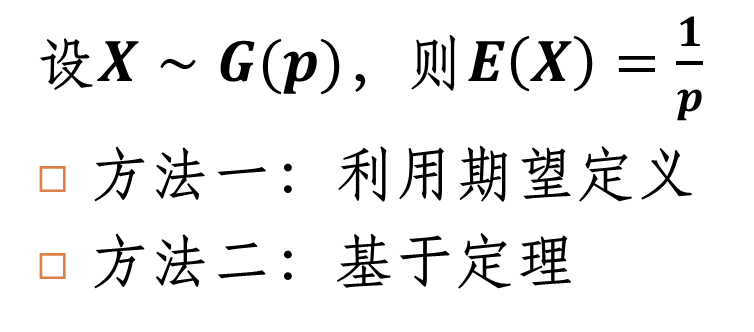 设X ~ G(p)，则E(X) = 1/p
□ 方法一：利用期望定义
□ 方法二：基于定理